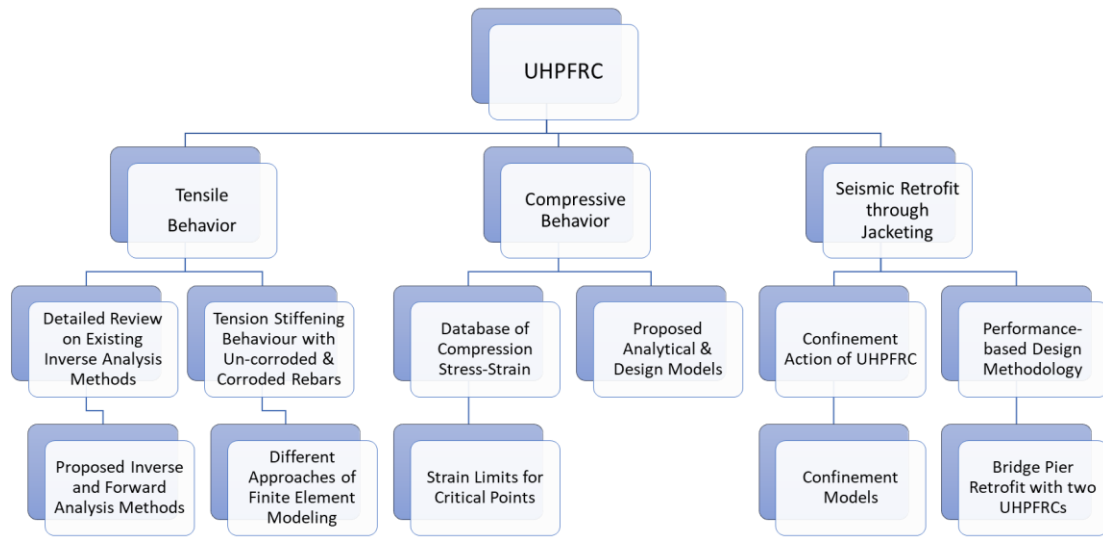 UHPFRC
Tensile
Behavior
Compressive
Behavior
Seismic Retrofit
through
Jacketing
Detailed Review
on Existing
Inverse Analysis
Methods
Tension Stiffening
Behaviour with
Un-corroded &
Corroded Rebars
Database of
Compression
Stress-Strain
Proposed
Analytical &
Design Models
Confinement
Action of UHPFRC
Performance-
based Design
Methodology
Proposed Inverse
and Forward
Analysis Methods
Different
Approaches of
Finite Element
Modeling
Strain Limits for
Critical Points
Confinement
Models
Bridge Pier
Retrofit with two
UHPFRCs